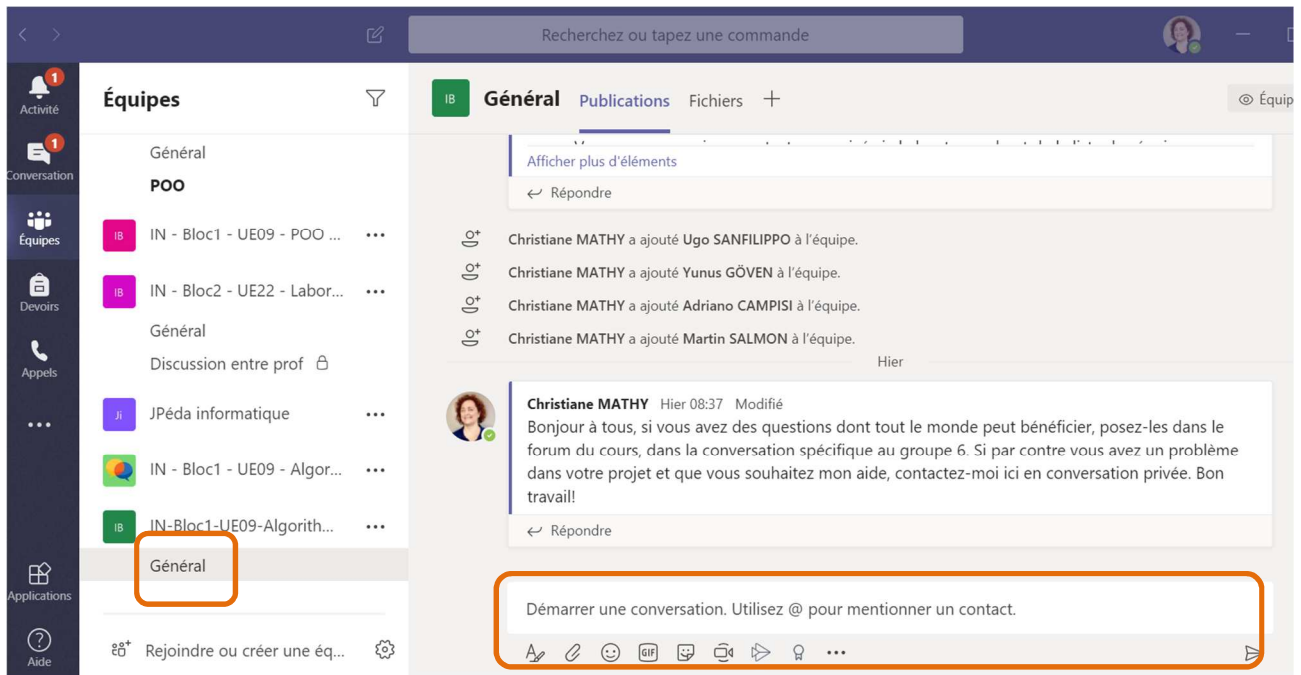 Recherchez ou tapez une commande
1
Activité
1
Conversation
Équipes
Devoirs
Appels
Applications
Aide
Équipes
Général
POO
IB
IN - Bloc1 - UE09 - POO ...
IB
IN - Bloc2 - UE22 - Labor...
Général
Discussion entre prof
Ji
JPéda informatique
IN - Bloc1 - UE09 - Algor...
IB
IN-Bloc1-UE09-Algorith...
Général
Rejoindre ou créer une éq...
IB
Général Publications Fichiers
Équip
Afficher plus d'éléments
Répondre
Christiane MATHY a ajouté Ugo SANFILIPPO à l'équipe.
Christiane MATHY a ajouté Yunus GÖVEN à l'équipe.
Christiane MATHY a ajouté Adriano CAMPISI à l'équipe.
Christiane MATHY a ajouté Martin SALMON à l'équipe.
Hier
Christiane MATHY Hier 08:37 Modifié
Bonjour à tous, si vous avez des questions dont tout le monde peut bénéficier, posez-les dans le
forum du cours, dans la conversation spécifique au groupe 6. Si par contre vous avez un problème
dans votre projet et que vous souhaitez mon aide, contactez-moi ici en conversation privée. Bon
travail!
Répondre
Démarrer une conversation. Utilisez @ pour mentionner un contact.
GIF